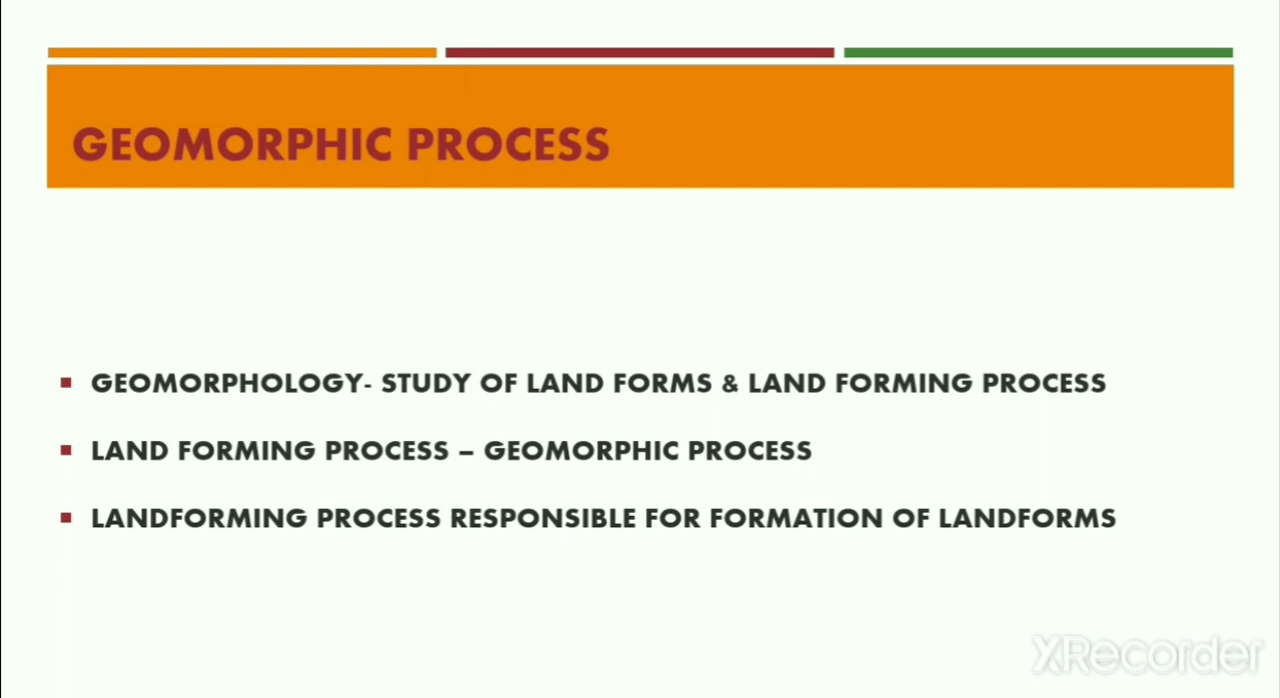 GEOMORPHIC PROCESS
GEOMORPHOLOGY- STUDY OF LAND FORMS & LAND FORMING PROCESS
LAND FORMING PROCESS – GEOMORPHIC PROCESS
LANDFORMING PROCESS RESPONSIBLE FOR FORMATION OF LANDFORMS
XRecorder